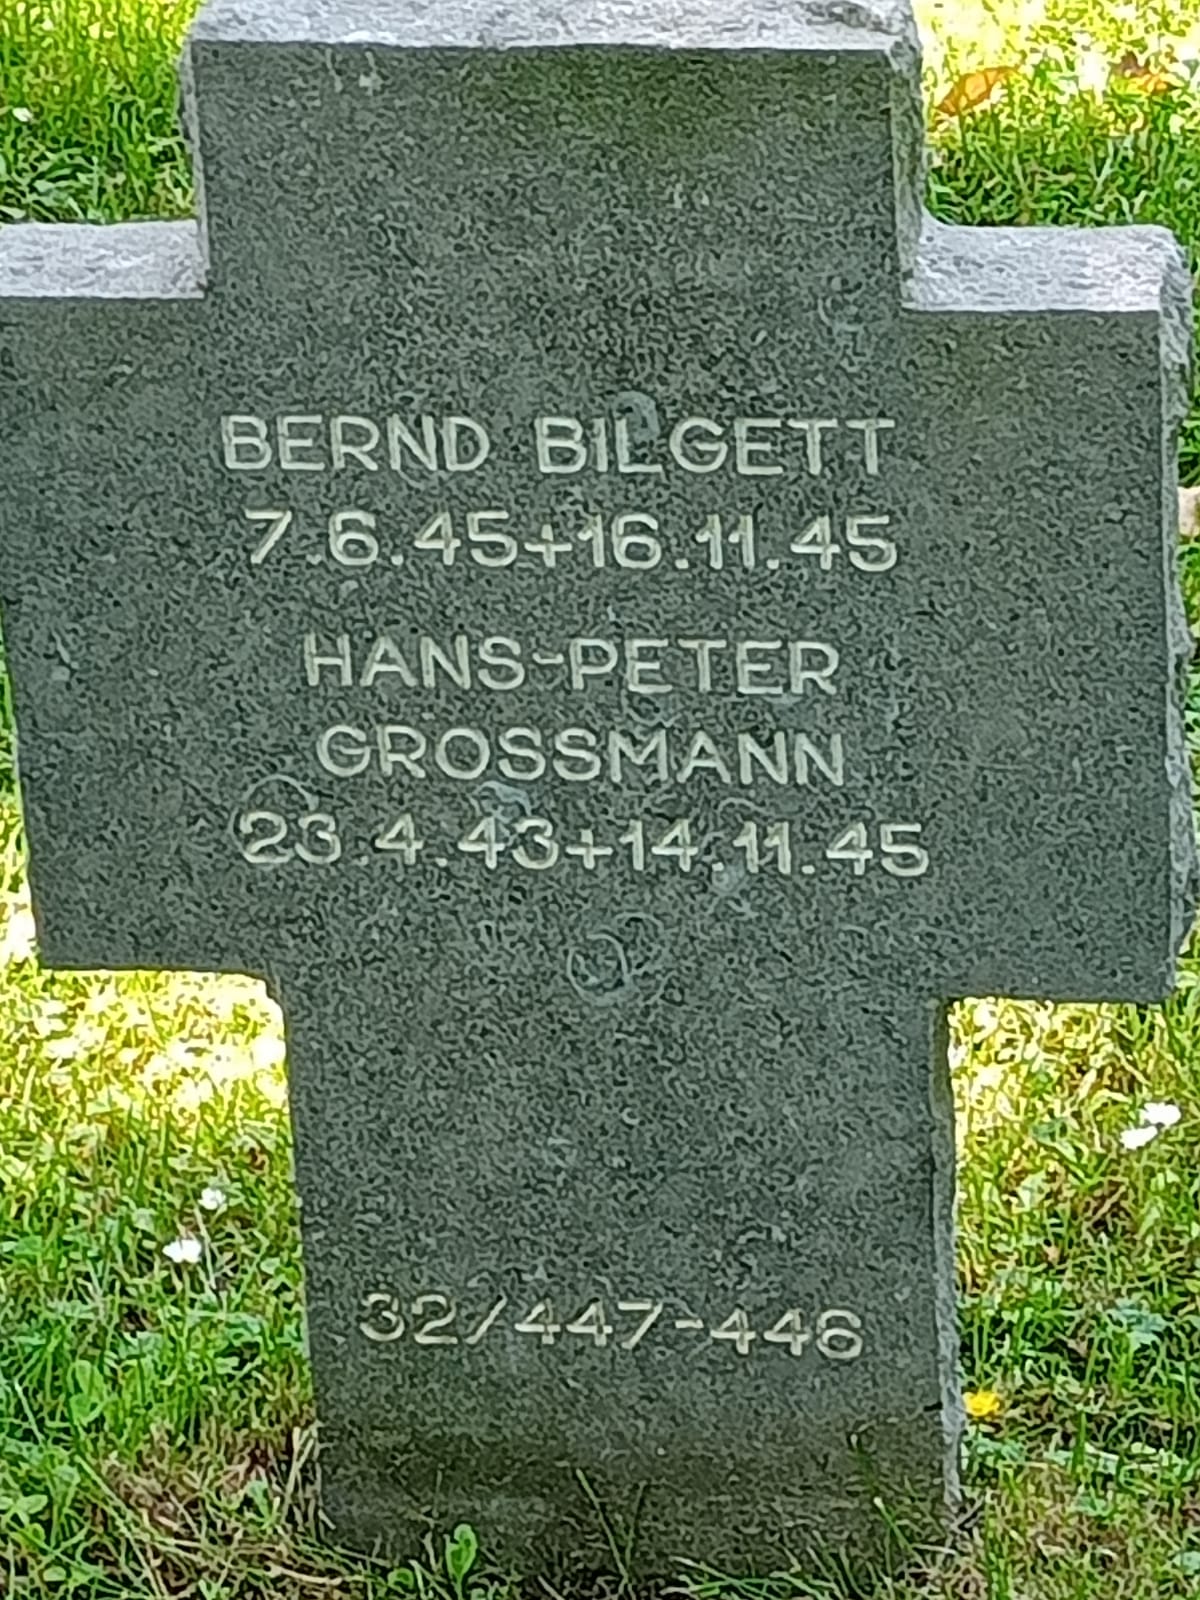 BERND BILGETT
7.6.45+16.11.45
HANS-PETER
GROSSMANN
23.4.43+14.11.45
32/447-446